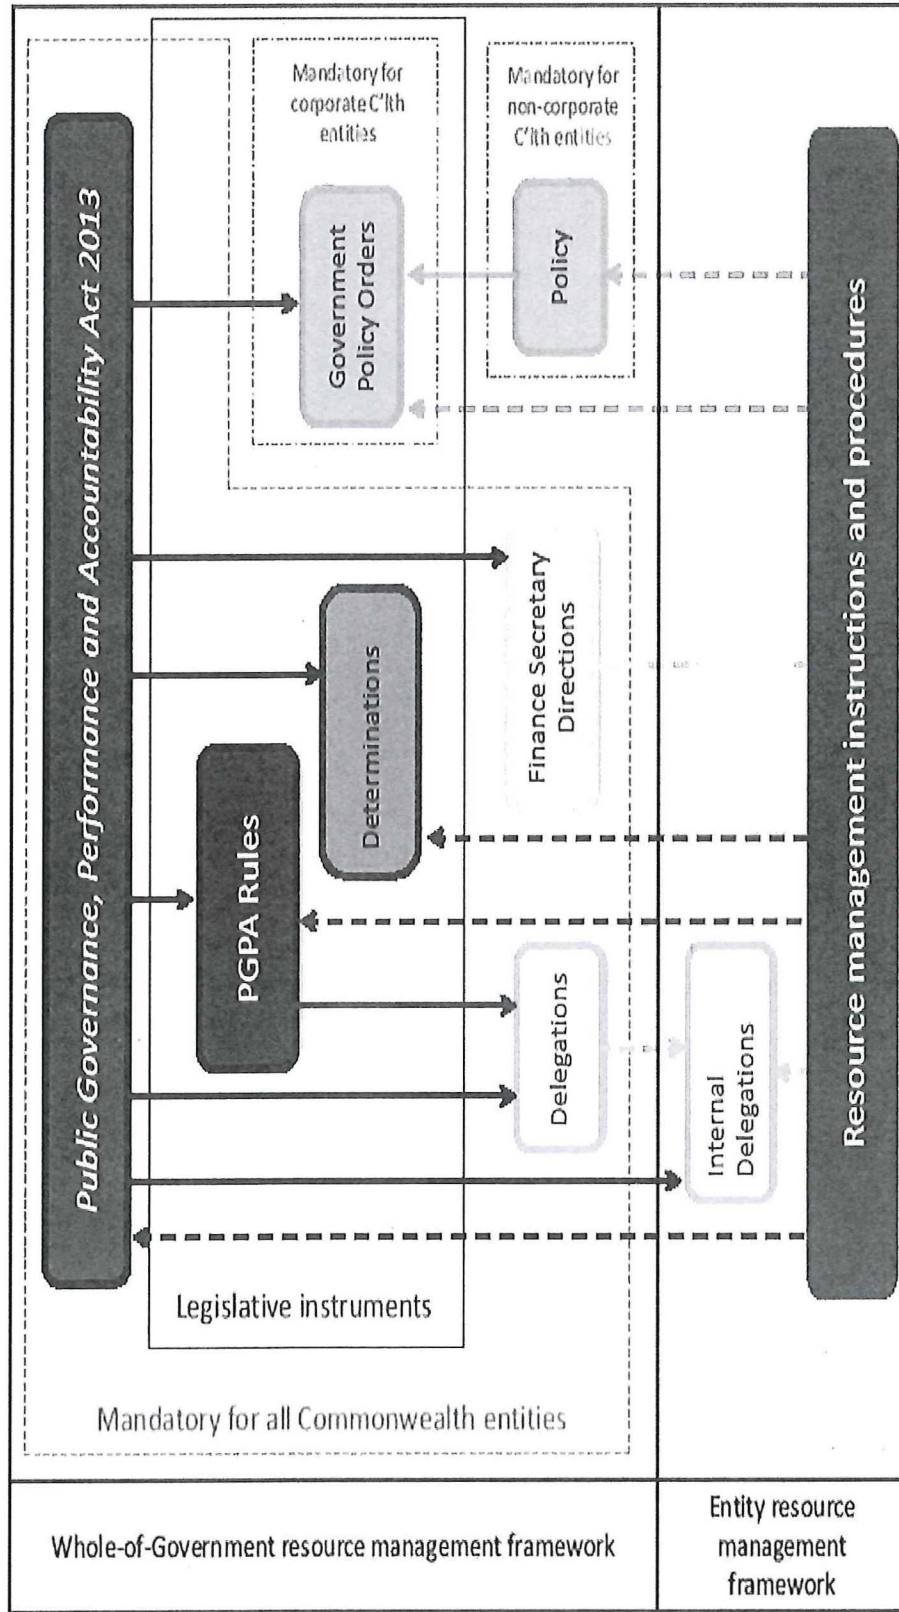 Whole-of-Government resource management framework
Entity resource
management
framework
Mandatory for all Commonwealth entities
Legislative instruments
Public Governance, Performance and Accountability Act 2013
PGPA Rules
Determinations
Delegations
Internal
Delegations
Finance Secretary
Directions
Mandatory for
corporate C'lth
entities
Government
Policy Orders
Mandatory for
non-corporate
C'lth entities
Policy
Resource management instructions and procedures